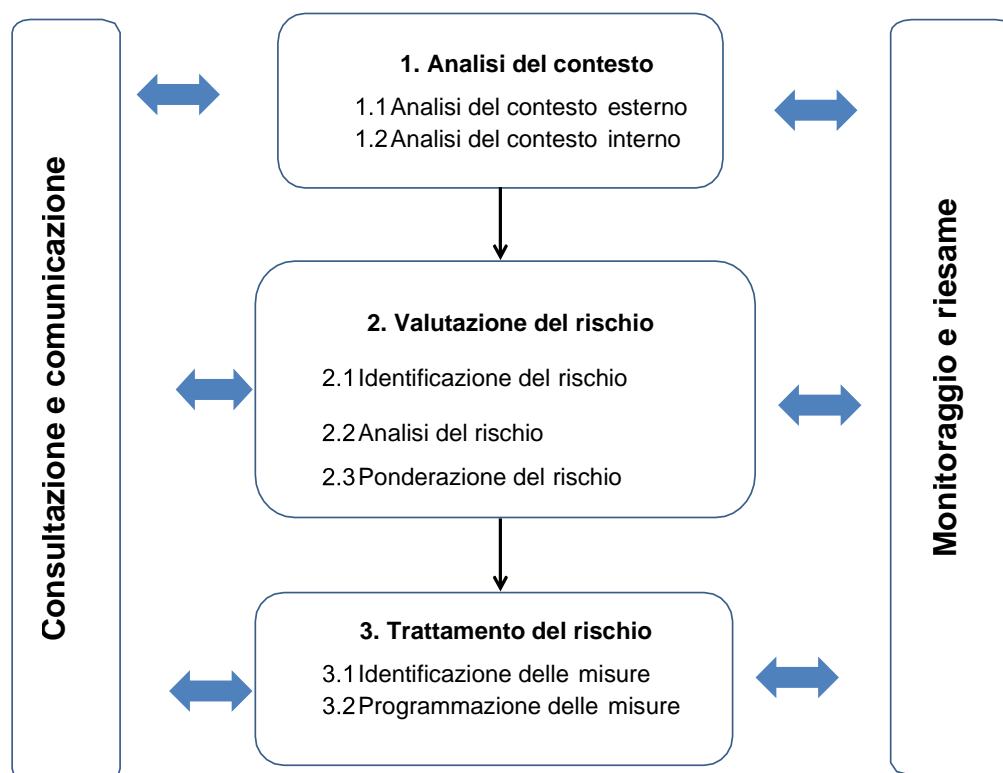 Consultazione e comunicazione
1. Analisi del contesto
1.1 Analisi del contesto esterno
1.2 Analisi del contesto interno
2. Valutazione del rischio
2.1 Identificazione del rischio
2.2 Analisi del rischio
2.3 Ponderazione del rischio
3. Trattamento del rischio
3.1 Identificazione delle misure
3.2 Programmazione delle misure
Monitoraggio e riesame